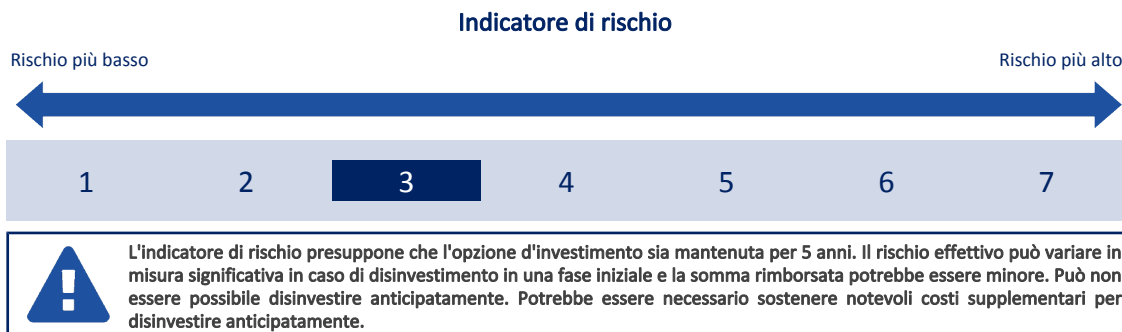 Indicatore di rischio
Rischio più basso
Rischio più alto
1 2 3 4 5 6 7
L'indicatore di rischio presuppone che l'opzione d'investimento sia mantenuta per 5 anni. Il rischio effettivo può variare in
misura significativa in caso di disinvestimento in una fase iniziale e la somma rimborsata potrebbe essere minore. Può non
essere possibile disinvestire anticipatamente. Potrebbe essere necessario sostenere notevoli costi supplementari per
disinvestire anticipatamente.